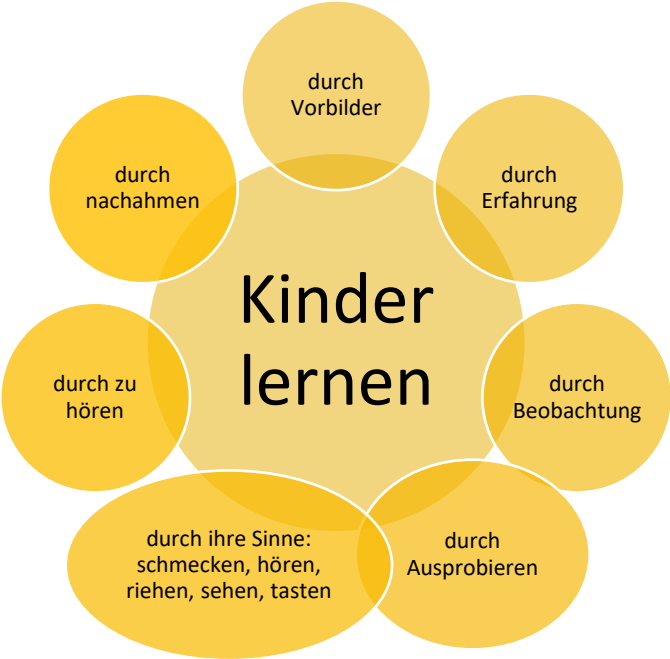 Kinder
lernen
durch
Vorbilder
durch
Erfahrung
durch
Beobachtung
durch
Ausprobieren
durch ihre Sinne:
schmecken, hören,
riehen, sehen, tasten
durch zu
hören
durch
nachahmen